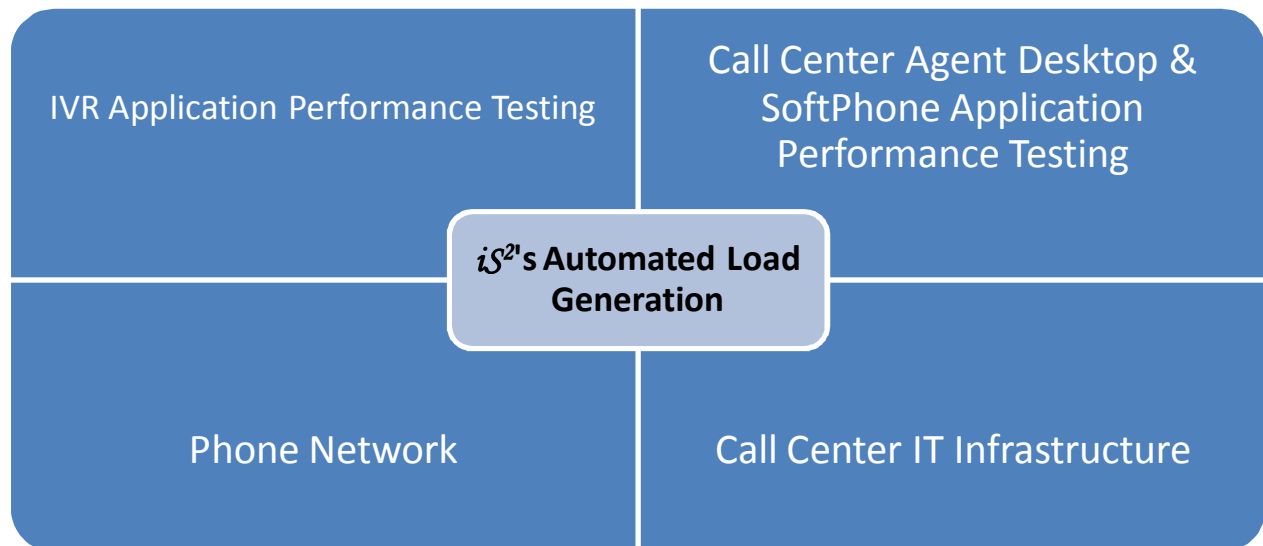 IVR Application Performance Testing
Call Center Agent Desktop &
SoftPhone Application
Performance Testing
iS²'s Automated Load
Generation
Phone Network
Call Center IT Infrastructure